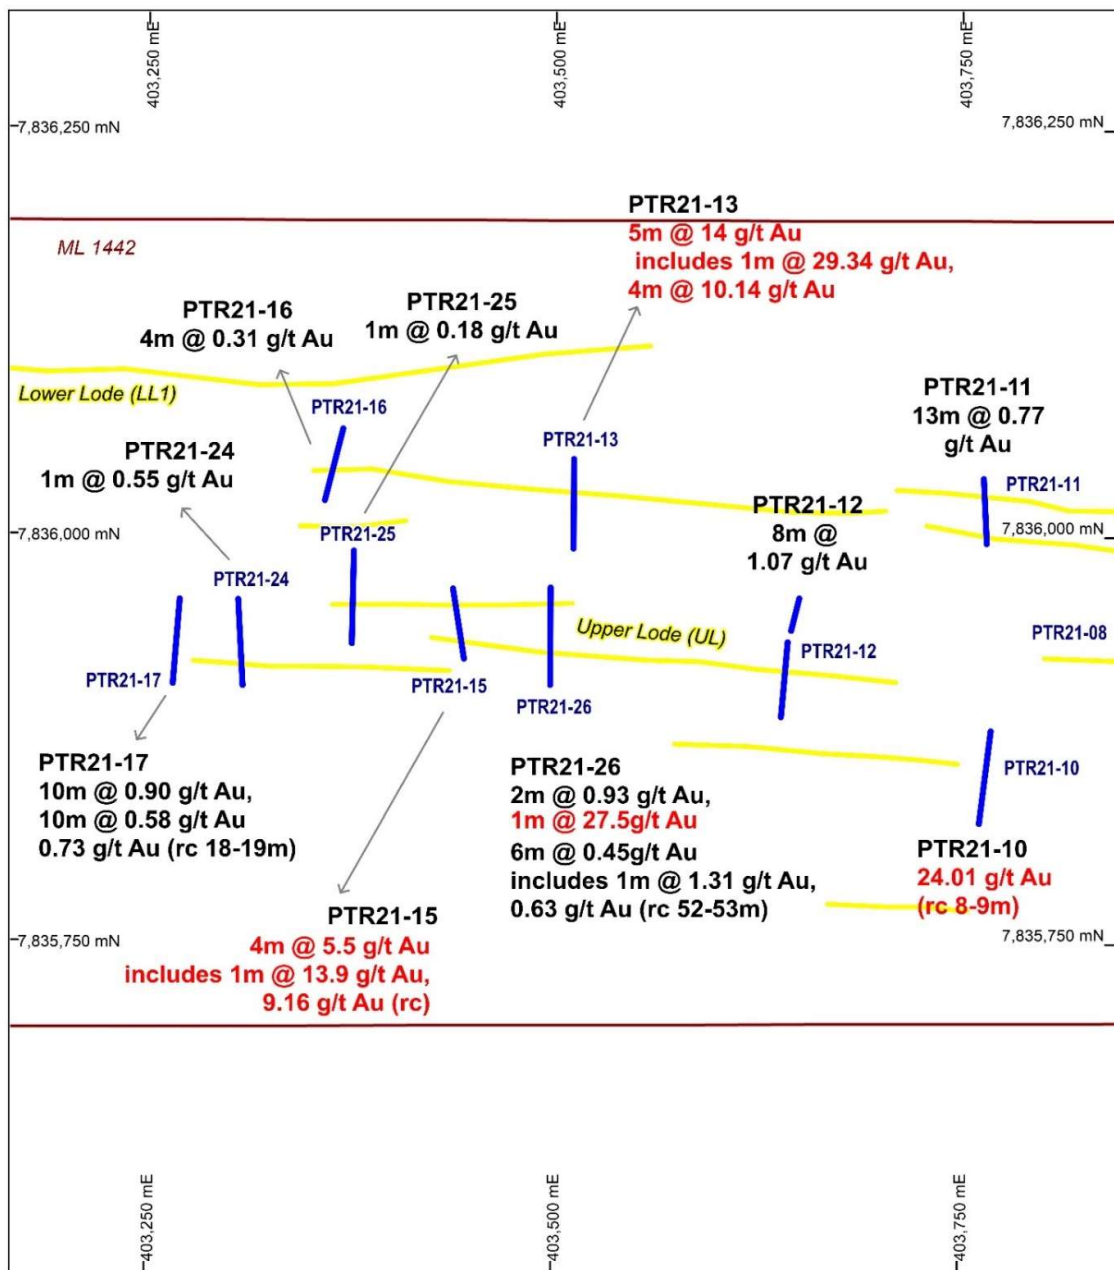 403,250 mE
403,500 mE
403,750 mE
7,836,250 mN
7,836,250 mN
ML 1442
PTR21-13
5m @ 14 g/t Au
includes 1m @ 29.34 g/t Au,
4m @ 10.14 g/t Au
PTR21-16
4m @ 0.31 g/t Au
PTR21-25
1m @ 0.18 g/t Au
Lower Lode (LL1)
PTR21-16
PTR21-13
PTR21-11
13m @ 0.77
g/t Au
PTR21-11
PTR21-24
1m @ 0.55 g/t Au
PTR21-12
8m @
1.07 g/t Au
7,836,000 mN
PTR21-25
7,836,000 mN
PTR21-24
Upper Lode (UL)
PTR21-08
PTR21-12
PTR21-17
PTR21-15
PTR21-26
PTR21-10
PTR21-17
10m @ 0.90 g/t Au,
10m @ 0.58 g/t Au
0.73 g/t Au (rc 18-19m)
PTR21-26
2m @ 0.93 g/t Au,
1m @ 27.5g/t Au
6m @ 0.45g/t Au
includes 1m @ 1.31 g/t Au,
0.63 g/t Au (rc 52-53m)
PTR21-10
24.01 g/t Au
(rc 8-9m)
PTR21-15
4m @ 5.5 g/t Au
includes 1m @ 13.9 g/t Au,
9.16 g/t Au (rc)
7,835,750 mN
7,835,750 mN
403,250 mE
403,500 mE
403,750 mE